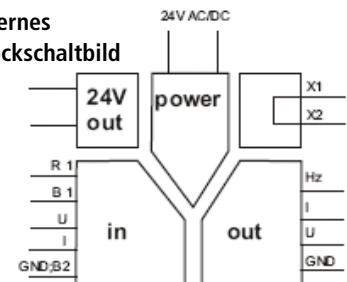 ernes
ckschaltbild
24V AC/DC
24V
out
power
X1
X2
R 1
B 1
U
I
GND;B2
in
out
Hz
I
U
GND